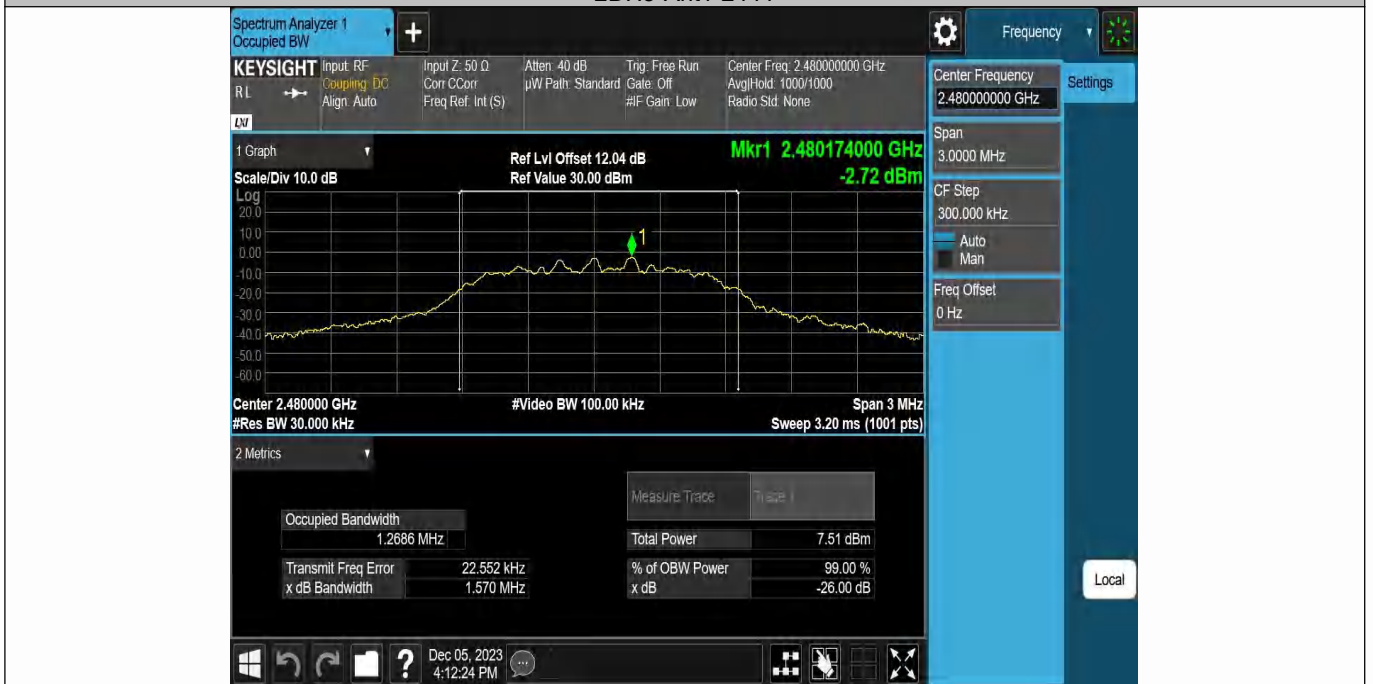 Spectrum Analyzer 1
Occupied BW
+
Frequency
KEYSIGHT
R L
LXI
Input: RF
Coupling: DC
Align: Auto
Input Z: 50 Ω
Corr CCorr
Freq Ref: Int (S)
Atten: 40 dB
µW Path: Standard
Trig: Free Run
Gate: Off
#IF Gain: Low
Center Freq: 2.480000000 GHz
Avg|Hold: 1000/1000
Radio Std: None
Center Frequency
2.480000000 GHz
Settings
Span
3.0000 MHz
CF Step
300.000 kHz
Auto
Man
Freq Offset
0 Hz
Local
1 Graph
Scale/Div 10.0 dB
Ref Lvl Offset 12.04 dB
Ref Value 30.00 dBm
Mkr1 2.480174000 GHz
-2.72 dBm
Log
20.0
10.0
0.00
-10.0
-20.0
-30.0
-40.0
-50.0
-60.0
1
Center 2.480000 GHz
#Video BW 100.00 kHz
Span 3 MHz
#Res BW 30.000 kHz
Sweep 3.20 ms (1001 pts)
2 Metrics
Measure Trace
Trace 1
Occupied Bandwidth
1.2686 MHz
Total Power
7.51 dBm
Transmit Freq Error
22.552 kHz
% of OBW Power
99.00 %
x dB Bandwidth
1.570 MHz
x dB
-26.00 dB
?
Dec 05, 2023
4:12:24 PM